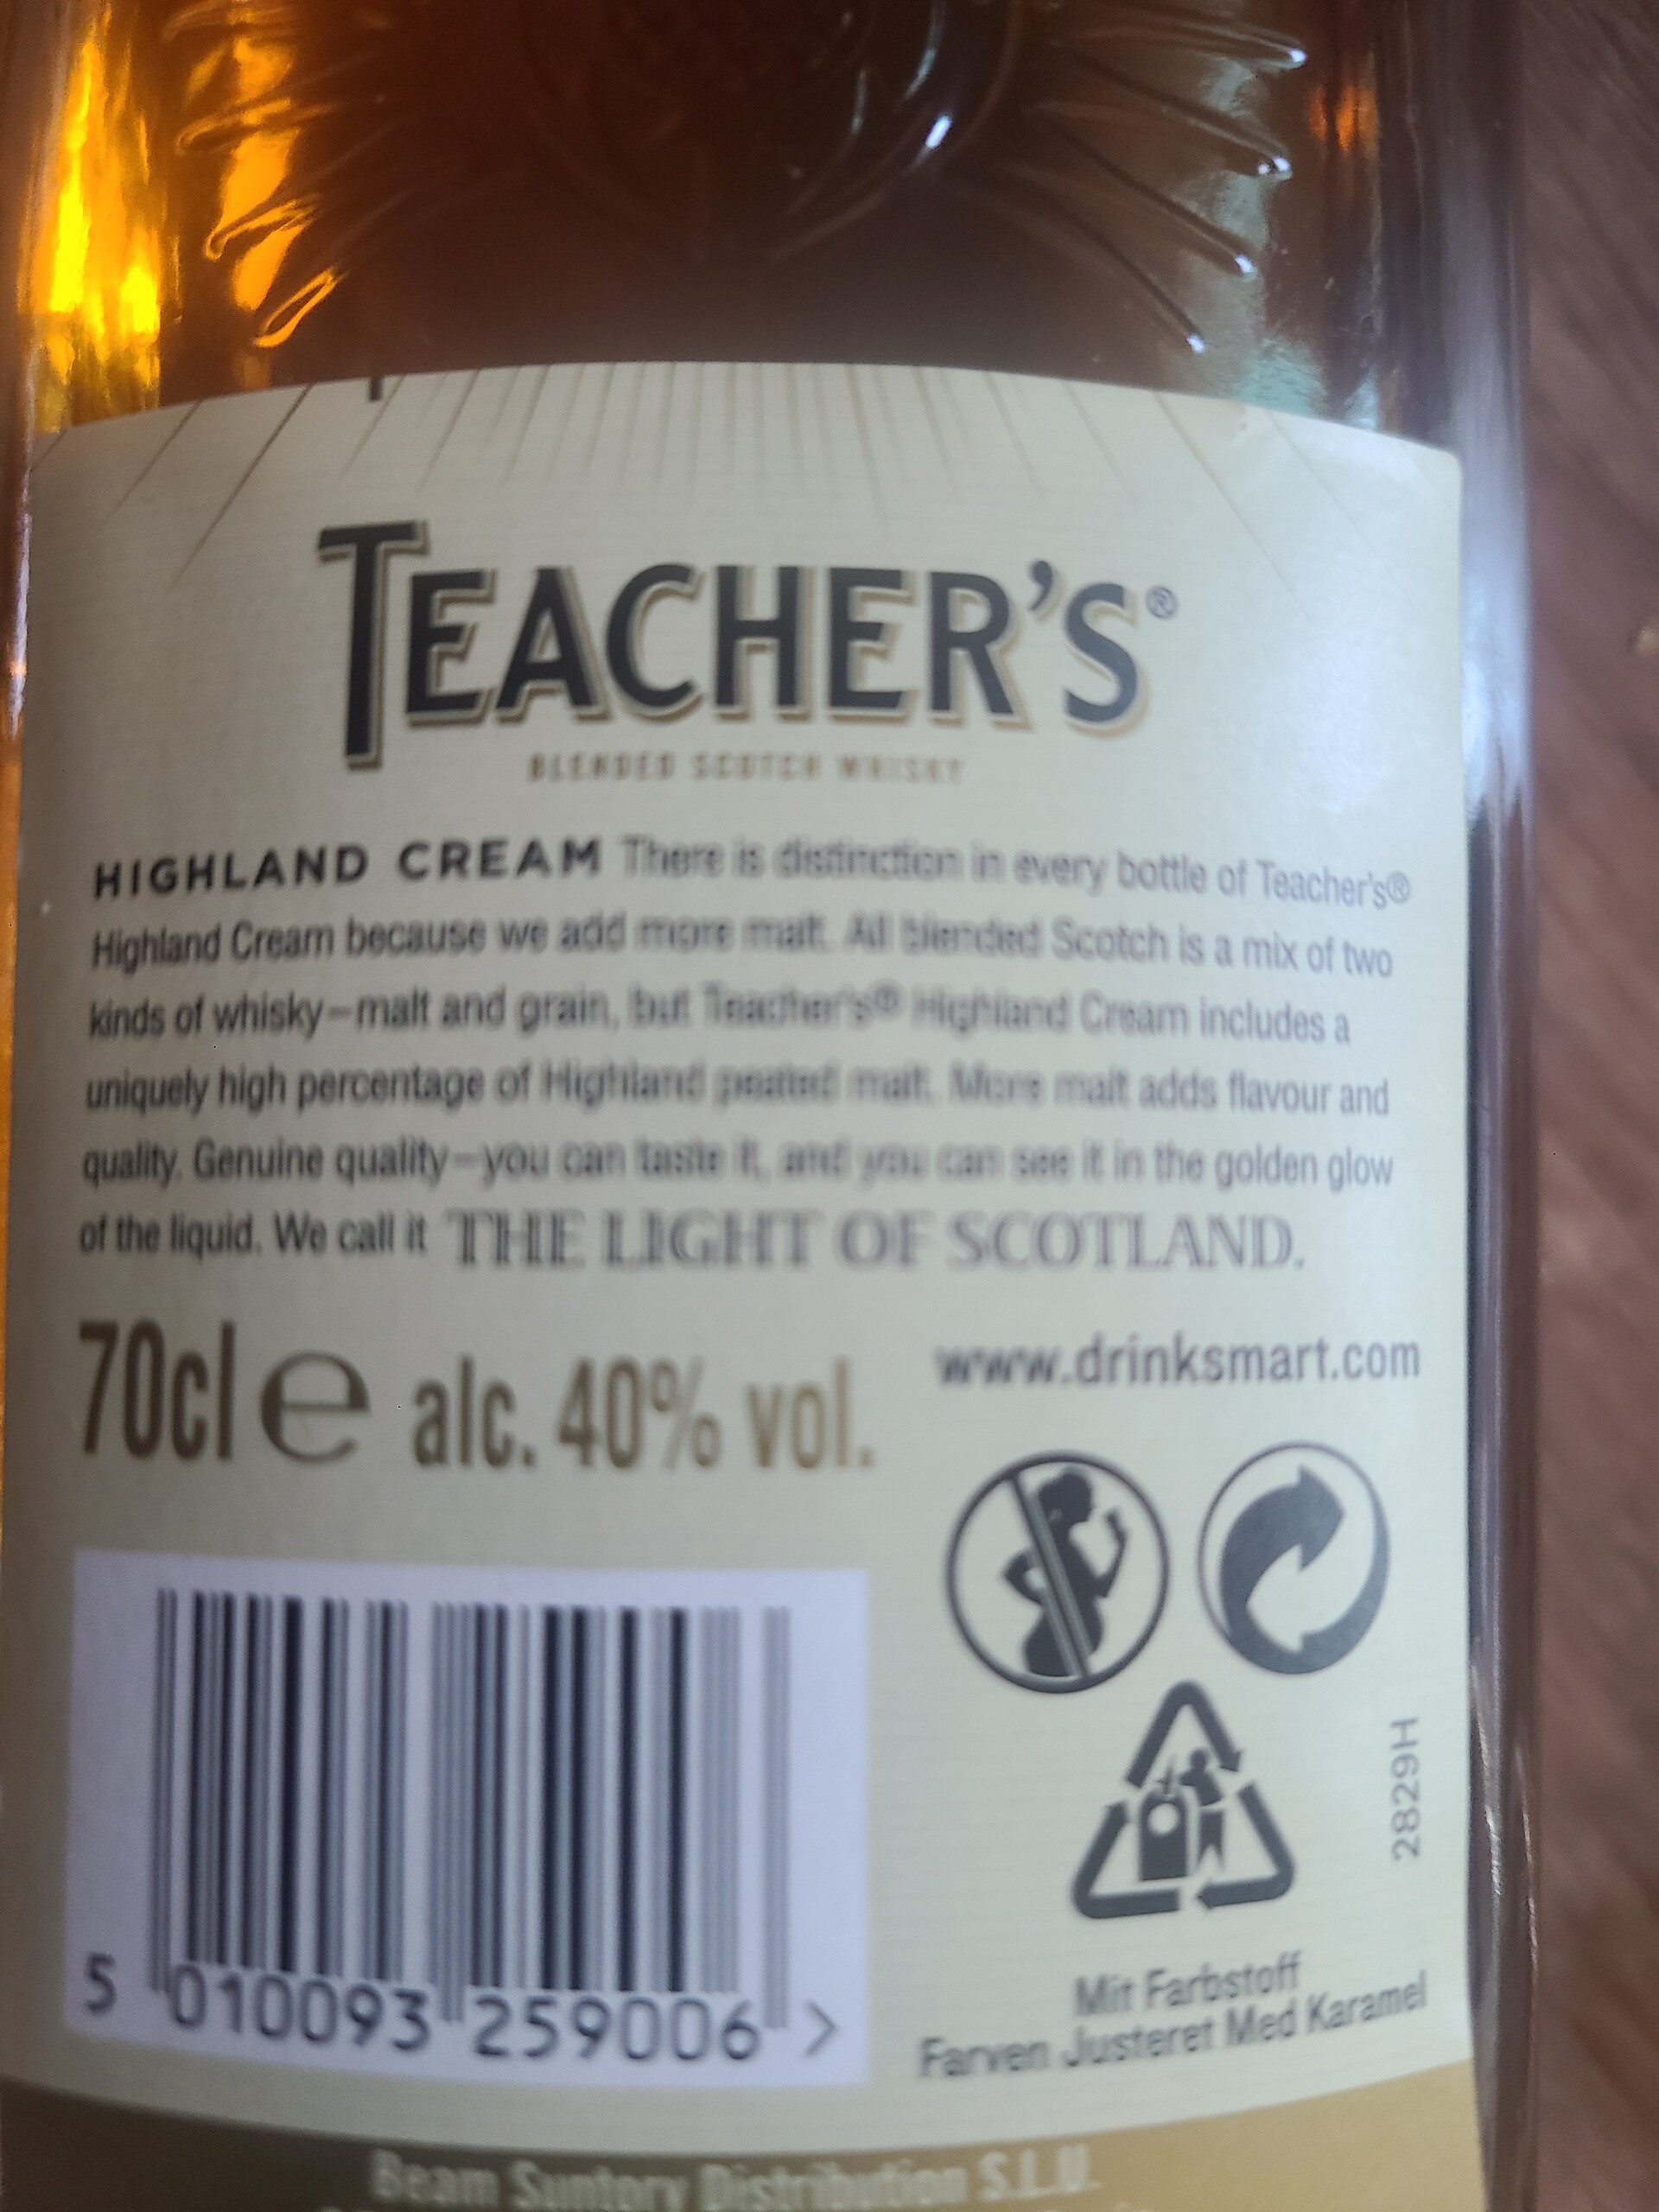 TEACHER'S®
BLENDED SCOTCH WHISKY
HIGHLAND CREAM There is distinction in every bottle of Teacher's®
Highland Cream because we add more malt. All blended Scotch is a mix of two
kinds of whisky–malt and grain, but Teacher's® Highland Cream includes a
uniquely high percentage of Highland peated malt. More malt adds flavour and
quality. Genuine quality–you can taste it, and you can see it in the golden glow
of the liquid. We call it THE LIGHT OF SCOTLAND.
70cl e alc. 40% vol.
www.drinksmart.com
2829H
5 010093 259006 >
Mit Farbstoff
Farven Justeret Med Karamel
Beam Suntory Distribution S.L.U.